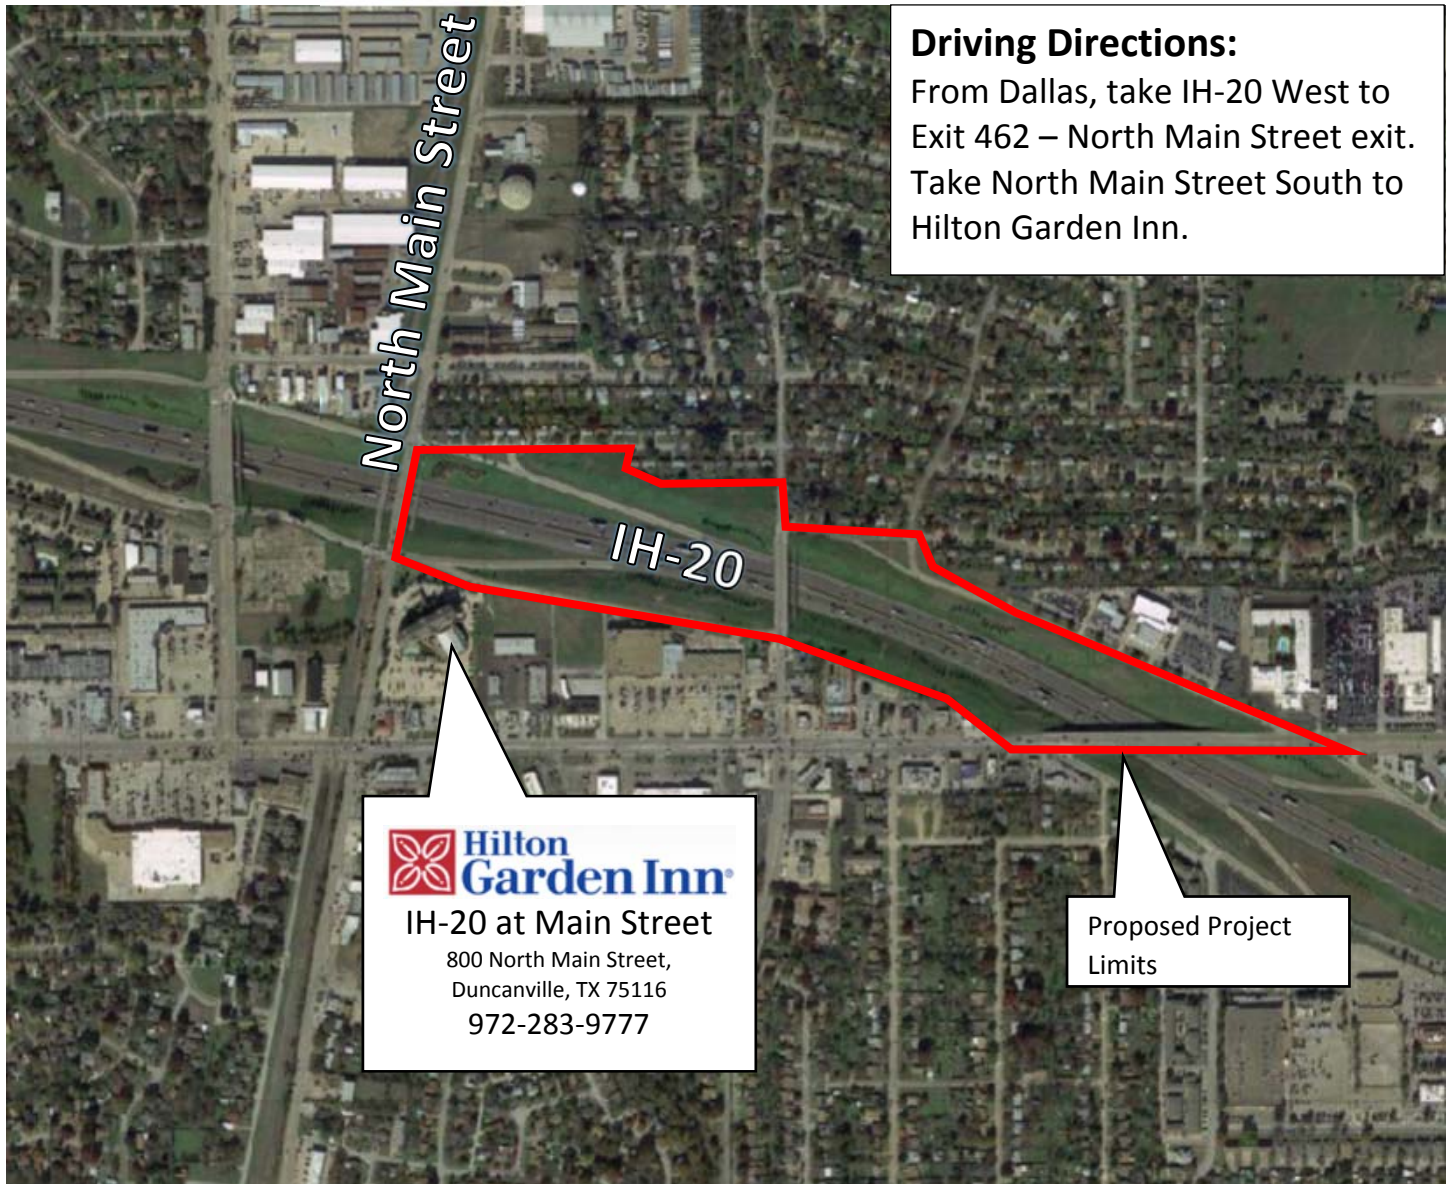 Driving Directions:
From Dallas, take IH-20 West to
Exit 462 – North Main Street exit.
Take North Main Street South to
Hilton Garden Inn.
North Main Street
IH-20
Hilton
Garden Inn®
IH-20 at Main Street
800 North Main Street,
Duncanville, TX 75116
972-283-9777
Proposed Project
Limits